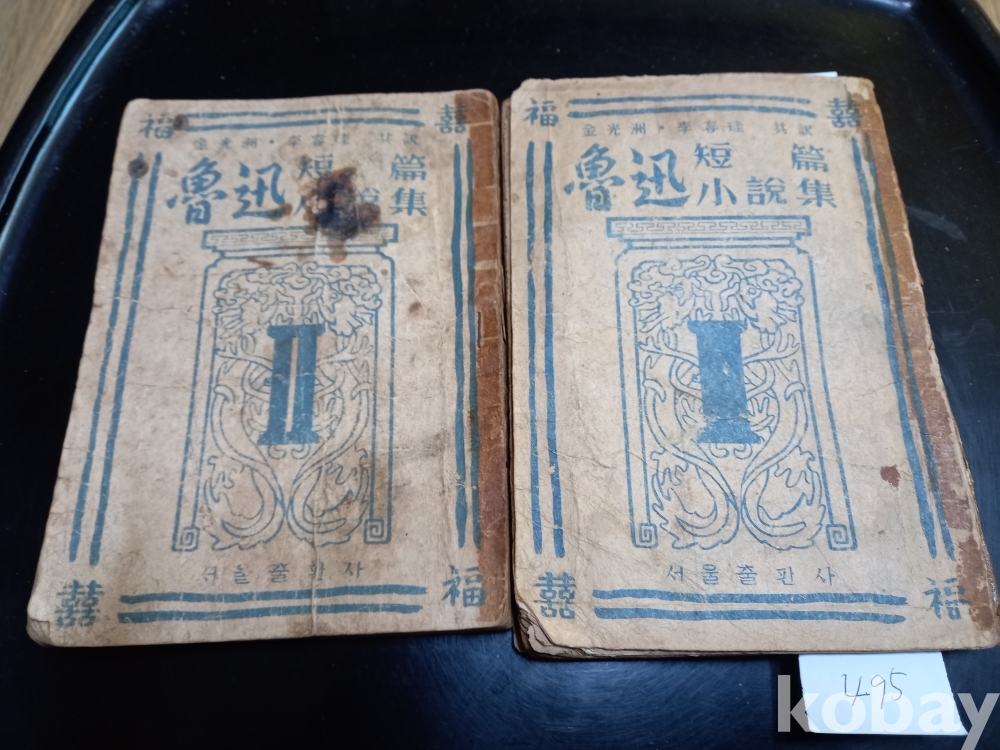 福 囍
金光洲·李容珪 共訳
魯迅 短篇
小說集
II
서울출판사
囍 福
福 囍
金光洲·李容珪 共訳
魯迅 短篇
小說集
I
서울출판사
囍 福
495
kobay